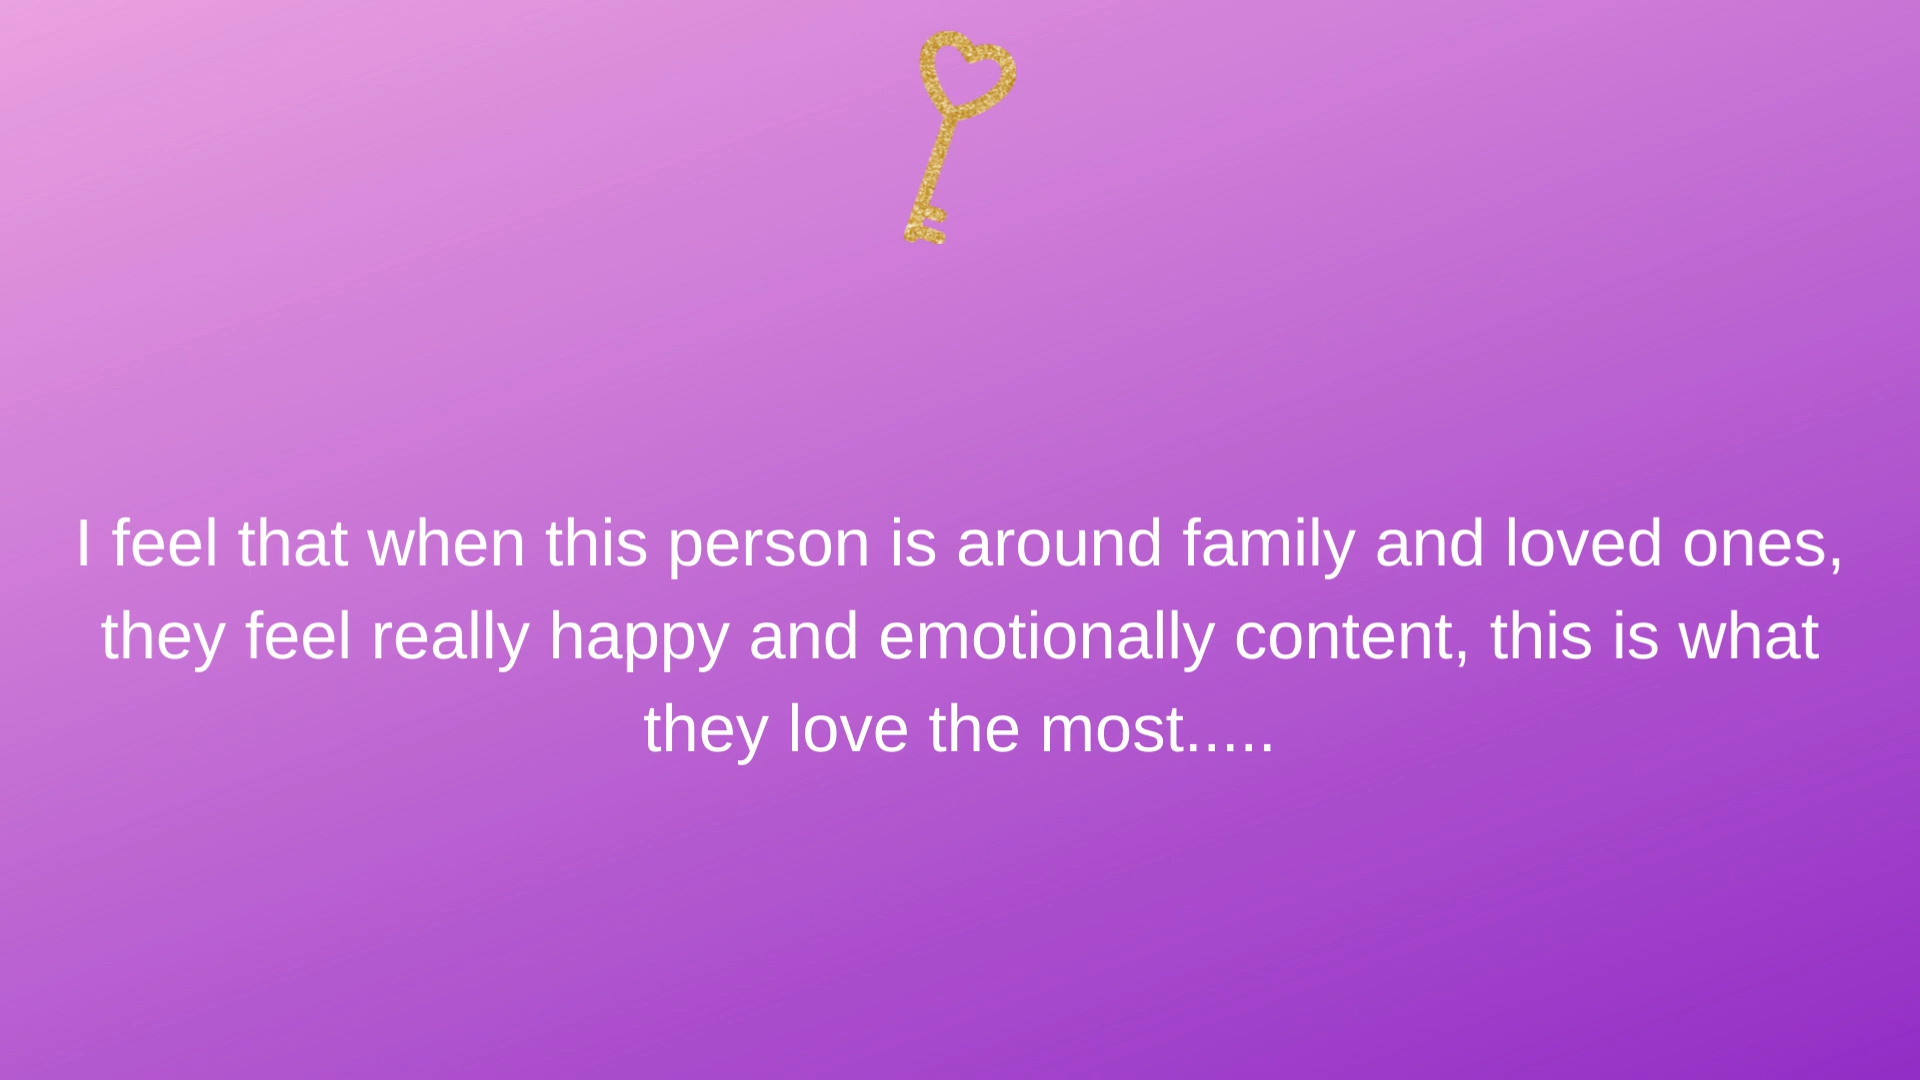 I feel that when this person is around family and loved ones,
they feel really happy and emotionally content, this is what
they love the most.....